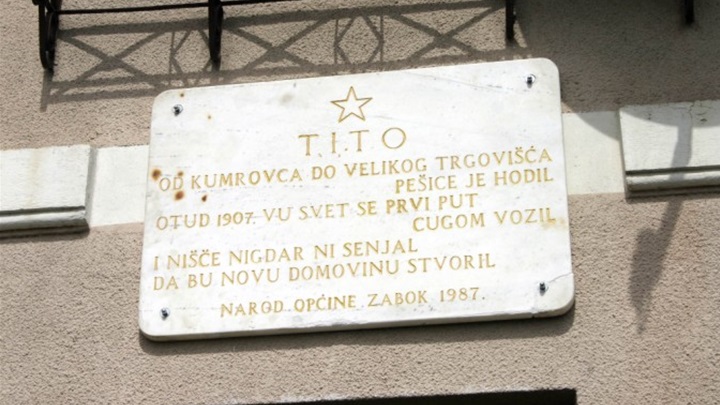 TITO
OD KUMROVCA DO VELIKOG TRGOVIŠĆA
PEŠICE JE HODIL
OTUD 1907. VU SVET SE PRVI PUT
CUGOM VOZIL
I NIŠČE NIGDAR NI SENJAL
DA BU NOVU DOMOVINU STVORIL
NAROD OPĆINE ZABOK 1987.